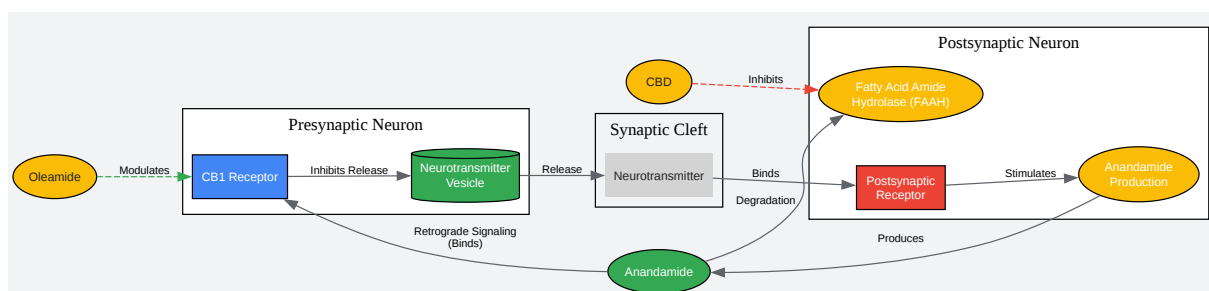 Postsynaptic Neuron
CBD
Inhibits
Fatty Acid Amide
Hydrolase (FAAH)
Presynaptic Neuron
Synaptic Cleft
Oleamide
Modulates
CB1 Receptor
Inhibits Release
Neurotransmitter
Vesicle
Release
Neurotransmitter
Binds
Degradation
Postsynaptic
Receptor
Stimulates
Anandamide
Production
Retrograde Signaling
(Binds)
Produces
Anandamide